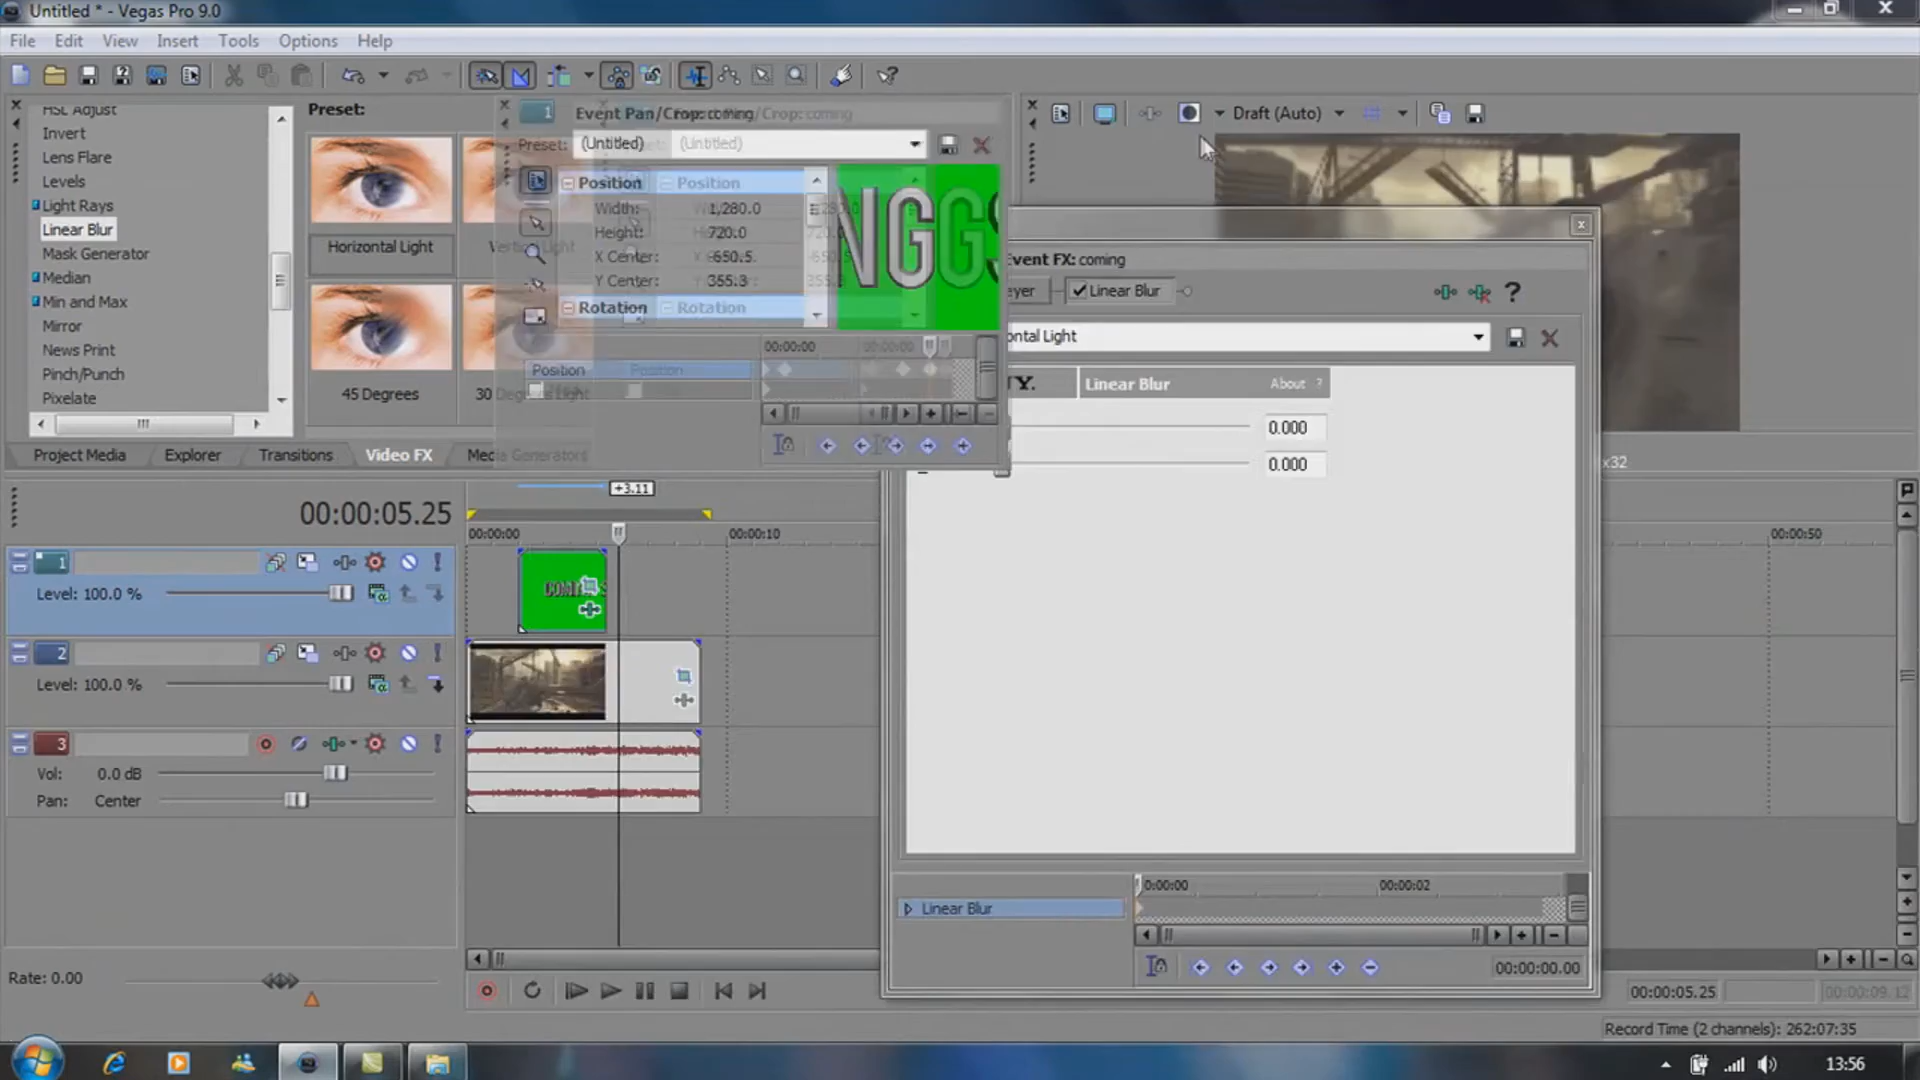 Untitled * - Vegas Pro 9.0
File Edit View Insert Tools Options Help
HSL Adjust
Invert
Lens Flare
Levels
Light Rays
Linear Blur
Mask Generator
Median
Min and Max
Mirror
News Print
Pinch/Punch
Pixelate
Preset:
Horizontal Light
Vertical Light
45 Degrees
30 Degrees Light
Project Media Explorer Transitions Video FX Media Generators
1 Event Pan/Crop: coming
Preset: (Untitled) (Untitled)
Position Position
Width: 1,280.0
Height: 720.0
X Center: -650.5
Y Center: 355.3
Rotation Rotation
NGGS
00:00:00 00:00:00
Position Position
Draft (Auto)
Event FX: coming
eyer Linear Blur
ontal Light
TY. Linear Blur About ?
0.000
0.000
x32
Linear Blur
0:00:00 00:00:02
00:00:00.00
00:00:05.25
+3.11
00:00:00 00:00:10 00:00:50
1
Level: 100.0 %
2
Level: 100.0 %
3
Vol: 0.0 dB
Pan: Center
Rate: 0.00
00:00:05.25 00:00:09.12
Record Time (2 channels): 262:07:35
13:56